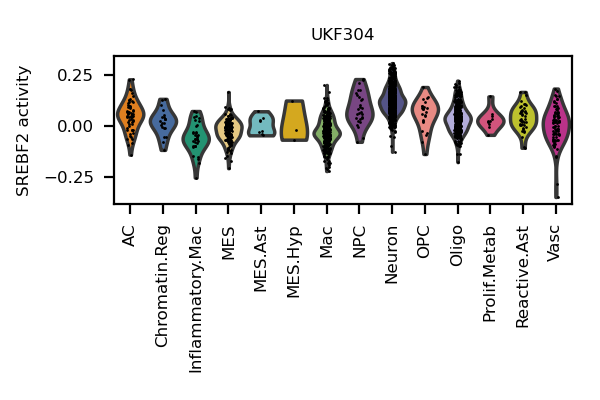 UKF304
SREBF2 activity
0.25
0.00
−0.25
AC
Chromatin.Reg
Inflammatory.Mac
MES
MES.Ast
MES.Hyp
Mac
NPC
Neuron
OPC
Oligo
Prolif.Metab
Reactive.Ast
Vasc